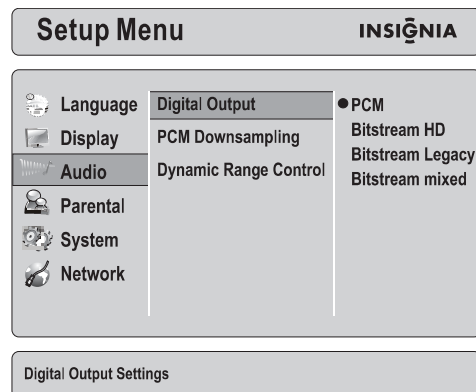 Setup Menu
INSIGNIA
Language
Display
Audio
Parental
System
Network
Digital Output
PCM Downsampling
Dynamic Range Control
PCM
Bitstream HD
Bitstream Legacy
Bitstream mixed
Digital Output Settings